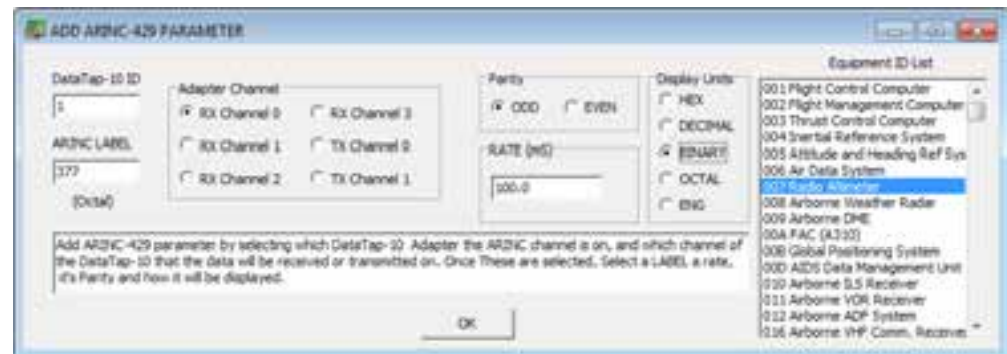 ADD ARINC-429 PARAMETER
DataTap-10 ID
1
ARINC LABEL
377
(Octal)
Adapter Channel
RX Channel 0
RX Channel 3
RX Channel 1
TX Channel 0
RX Channel 2
TX Channel 1
Parity
ODD
EVEN
RATE (MS)
100.0
Display Units
HEX
DECIMAL
BINARY
OCTAL
ENG
Equipment ID List
001 Flight Control Computer
002 Flight Management Computer
003 Thrust Control Computer
004 Inertial Reference System
005 Attitude and Heading Ref Sys
006 Air Data System
007 Radio Altimeter
008 Airborne Weather Radar
009 Airborne DME
00A FAC (A310)
00B Global Positioning System
00D AIDS Data Management Unit
010 Airborne ILS Receiver
011 Airborne VOR Receiver
012 Airborne ADF System
016 Airborne VHF Comm. Receiver
Add ARINC-429 parameter by selecting which DataTap-10 Adapter the ARINC channel is on, and which channel of
the DataTap-10 that the data will be received or transmitted on. Once These are selected. Select a LABEL a rate,
it's Parity and how it will be displayed.
OK